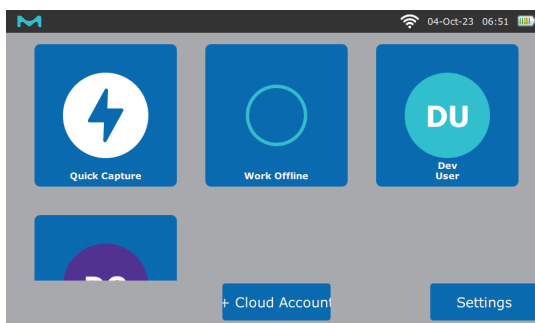 04-Oct-23 06:51
DU
Quick Capture
Work Offline
Dev
User
+ Cloud Account
Settings